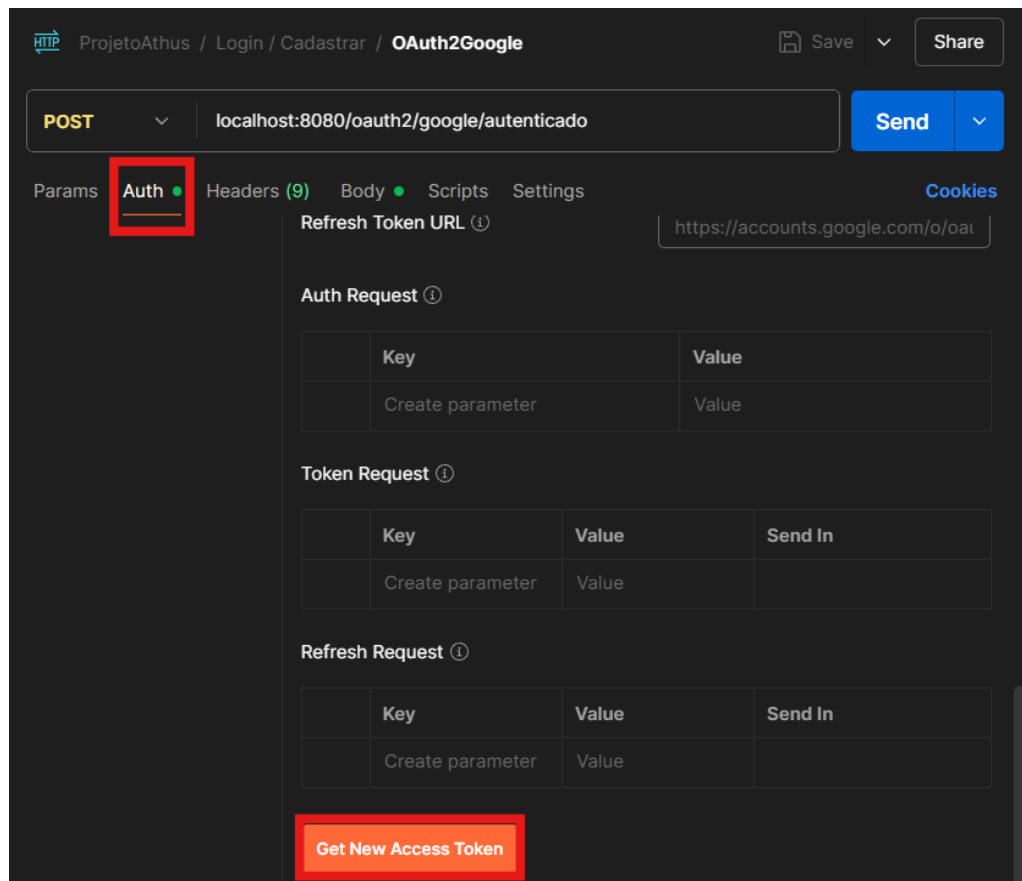 HTTP ProjetoAthus / Login / Cadastrar / OAuth2Google Save Share
POST localhost:8080/oauth2/google/autenticado Send
Params Auth Headers (9) Body Scripts Settings Cookies
Refresh Token URL https://accounts.google.com/o/oau
Auth Request
Key Value
Create parameter Value
Token Request
Key Value Send In
Create parameter Value
Refresh Request
Key Value Send In
Create parameter Value
Get New Access Token